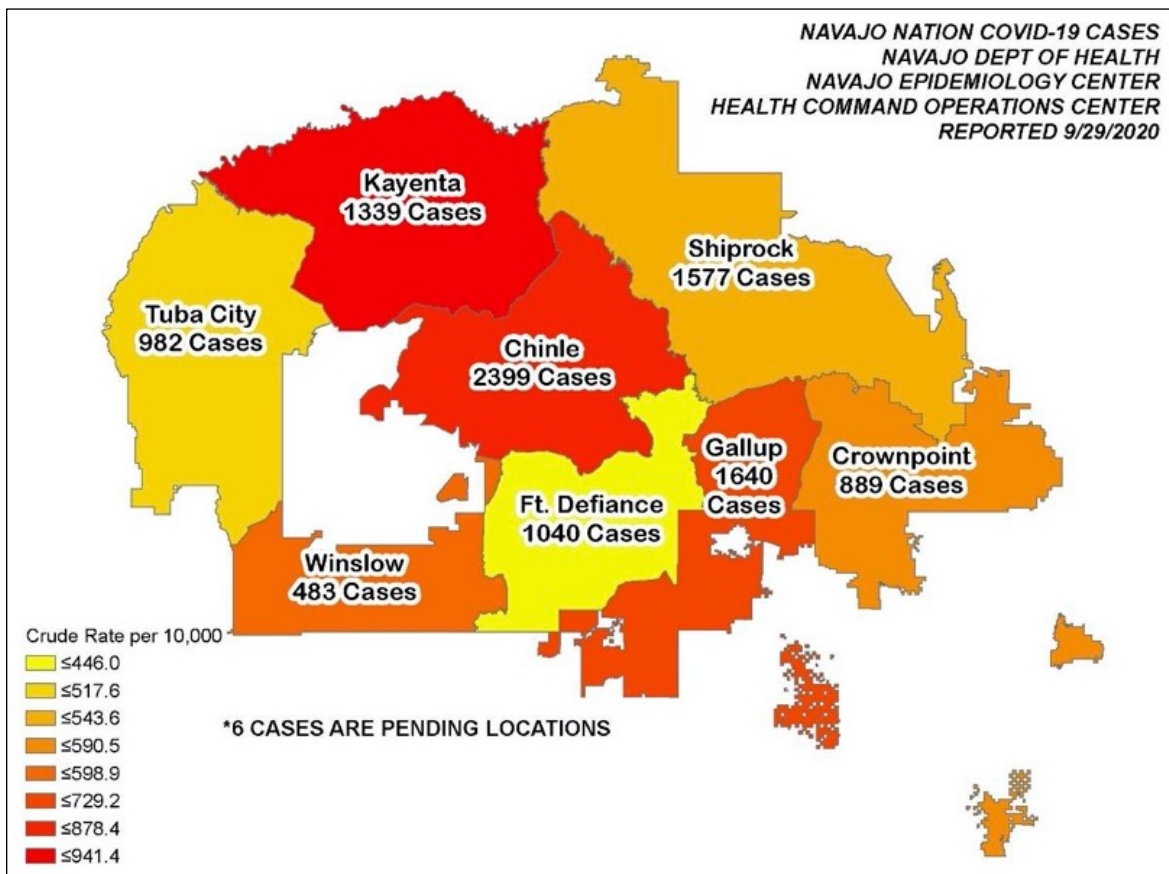 NAVAJO NATION COVID-19 CASES
NAVAJO DEPT OF HEALTH
NAVAJO EPIDEMIOLOGY CENTER
HEALTH COMMAND OPERATIONS CENTER
REPORTED 9/29/2020
Kayenta
1339 Cases
Shiprock
1577 Cases
Tuba City
982 Cases
Chinle
2399 Cases
Gallup
1640
Cases
Crownpoint
889 Cases
Ft. Defiance
1040 Cases
Winslow
483 Cases
Crude Rate per 10,000
≤446.0
≤517.6
≤543.6
≤590.5
≤598.9
≤729.2
≤878.4
≤941.4
*6 CASES ARE PENDING LOCATIONS